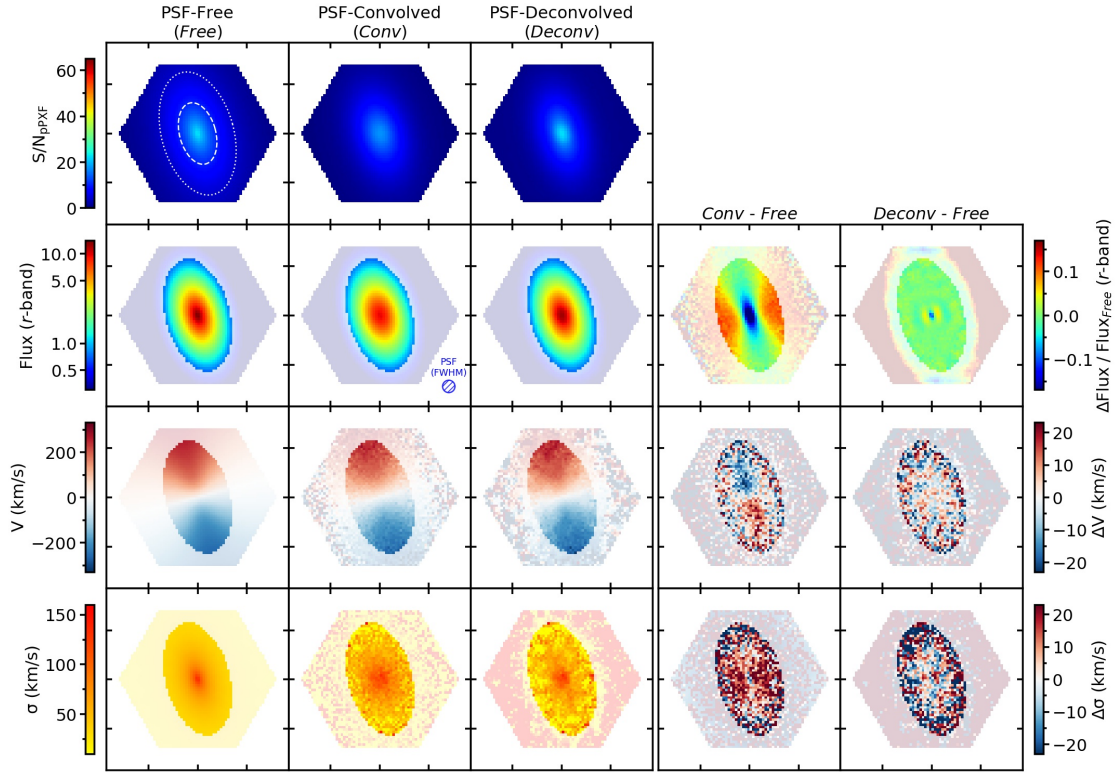 PSF-Free
(Free)
PSF-Convolved
(Conv)
PSF-Deconvolved
(Deconv)
S/NpPXF
60
40
20
0
Conv - Free
Deconv - Free
Flux (r-band)
10.0
5.0
1.0
0.5
PSF
(FWHM)
0.1
0.0
−0.1
ΔFlux / FluxFree (r-band)
V (km/s)
200
0
−200
20
10
0
−10
−20
ΔV (km/s)
σ (km/s)
150
100
50
20
10
0
−10
−20
Δσ (km/s)